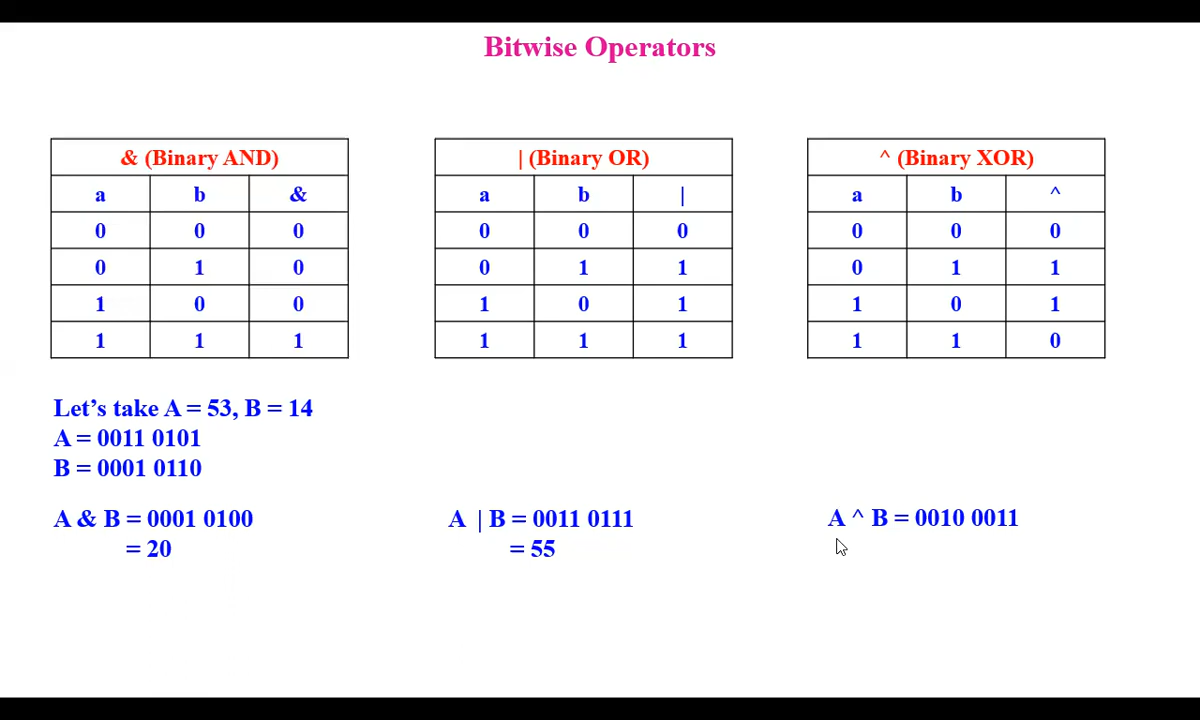 Bitwise Operators
& (Binary AND)
a b &
0 0 0
0 1 0
1 0 0
1 1 1
| (Binary OR)
a b |
0 0 0
0 1 1
1 0 1
1 1 1
^ (Binary XOR)
a b ^
0 0 0
0 1 1
1 0 1
1 1 0
Let’s take A = 53, B = 14
A = 0011 0101
B = 0001 0110
A & B = 0001 0100
= 20
A | B = 0011 0111
= 55
A ^ B = 0010 0011